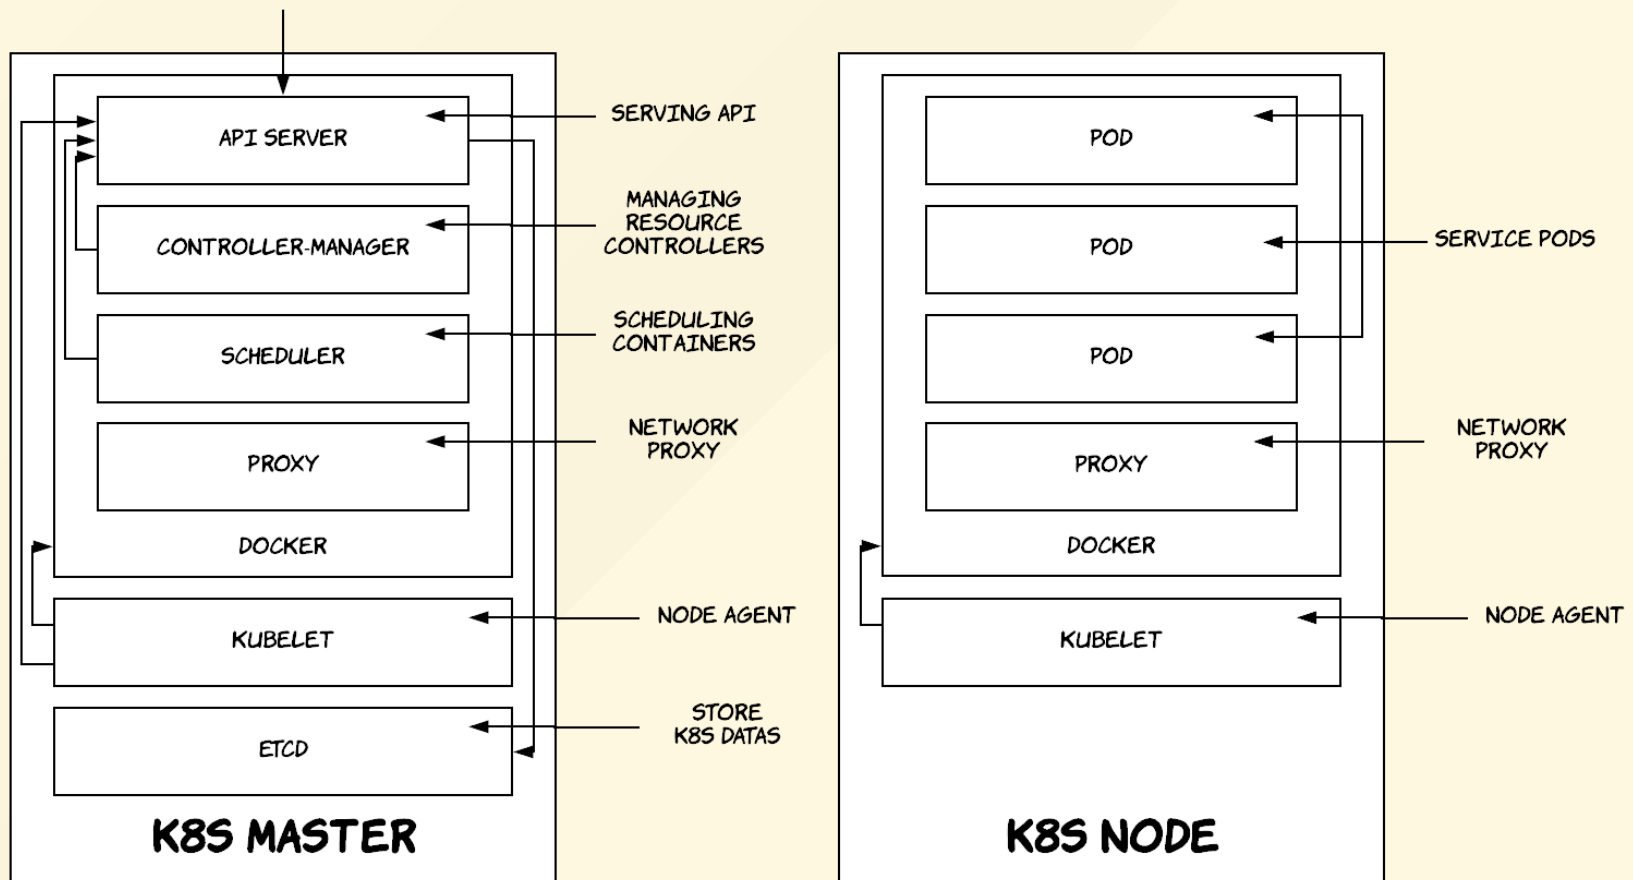 API SERVER
SERVING API
CONTROLLER-MANAGER
MANAGING
RESOURCE
CONTROLLERS
SCHEDULER
SCHEDULING
CONTAINERS
PROXY
NETWORK
PROXY
DOCKER
KUBELET
NODE AGENT
ETCD
STORE
K8S DATAS
K8S MASTER
POD
POD
SERVICE PODS
POD
PROXY
NETWORK
PROXY
DOCKER
KUBELET
NODE AGENT
K8S NODE